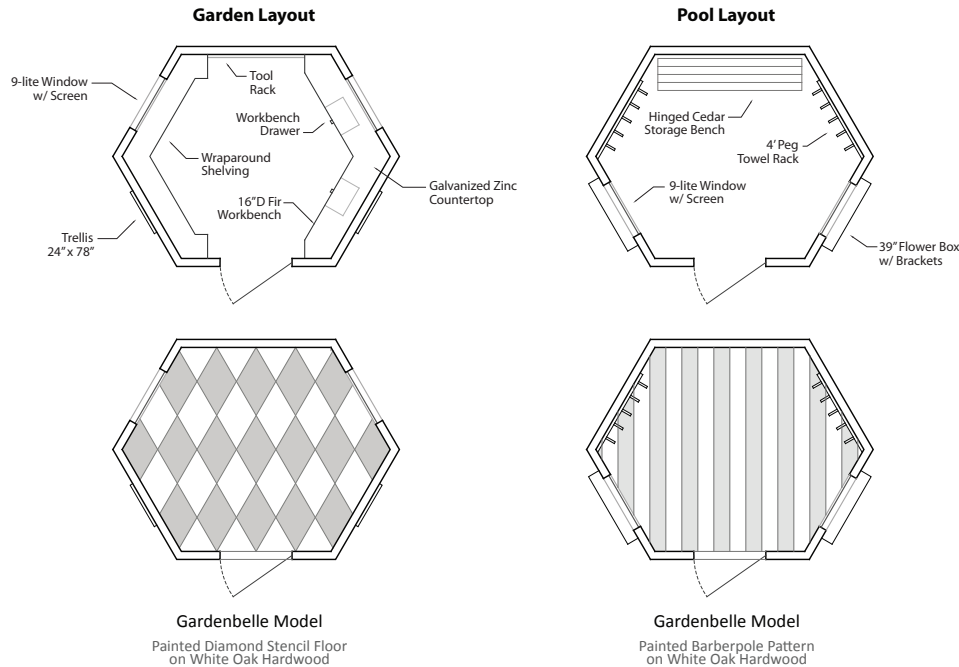 Garden Layout
9-lite Window
w/ Screen
Tool
Rack
Workbench
Drawer
Wraparound
Shelving
16”D Fir
Workbench
Galvanized Zinc
Countertop
Trellis
24” x 78”
Pool Layout
Hinged Cedar
Storage Bench
4’ Peg
Towel Rack
9-lite Window
w/ Screen
39” Flower Box
w/ Brackets
Gardenbelle Model
Painted Diamond Stencil Floor
on White Oak Hardwood
Gardenbelle Model
Painted Barberpole Pattern
on White Oak Hardwood